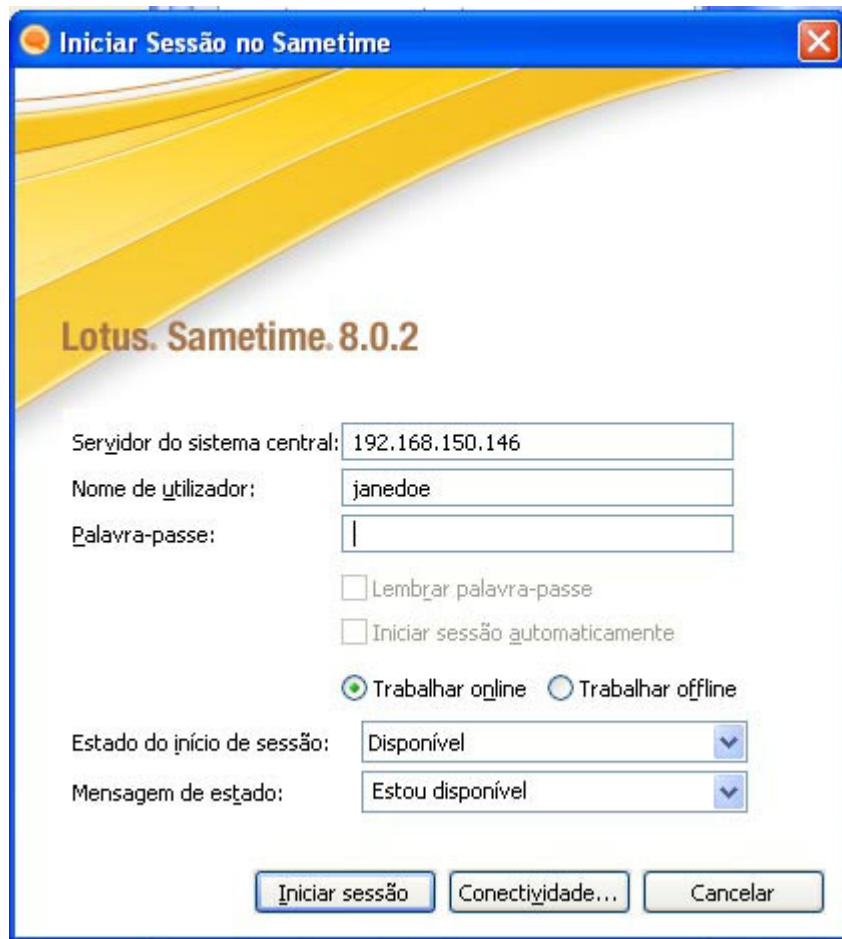 Iniciar Sessão no Sametime
Lotus. Sametime. 8.0.2
Servidor do sistema central: 192.168.150.146
Nome de utilizador: janedoe
Palavra-passe:
Lembrar palavra-passe
Iniciar sessão automaticamente
Trabalhar online Trabalhar offline
Estado do início de sessão: Disponível
Mensagem de estado: Estou disponível
Iniciar sessão Conectividade... Cancelar